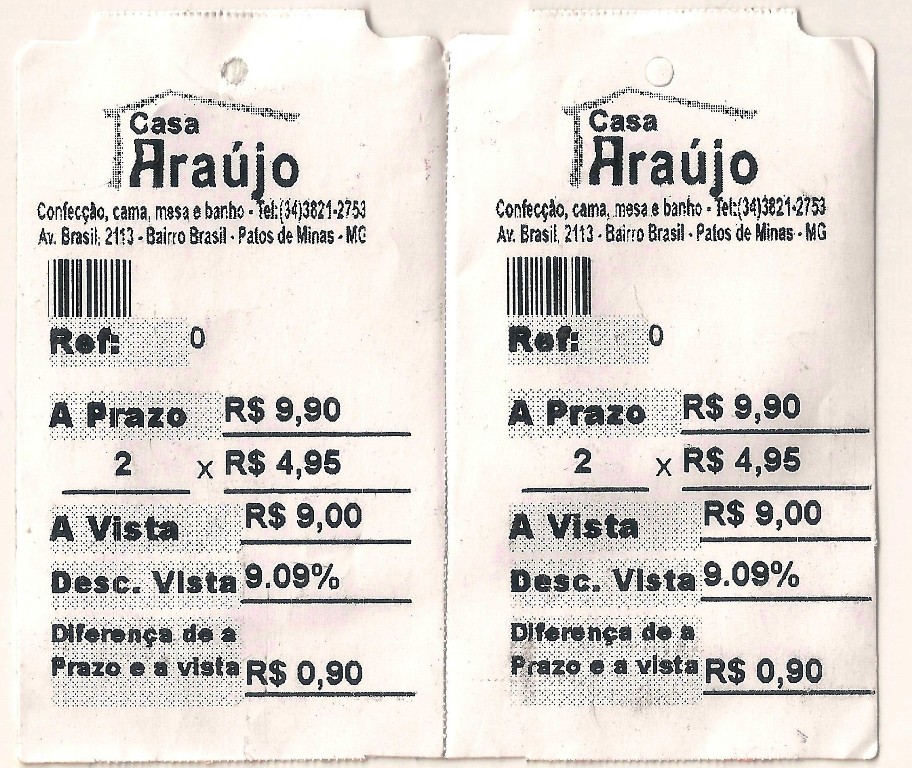 Casa
Araújo
Confecção, cama, mesa e banho - Tel:(34)3821-2753
Av. Brasil, 2113 - Bairro Brasil - Patos de Minas - MG
Ref: 0
A Prazo R$ 9,90
2 x R$ 4,95
A Vista R$ 9,00
Desc. Vista 9.09%
Diferença de a
Prazo e a vista R$ 0,90
Casa
Araújo
Confecção, cama, mesa e banho - Tel:(34)3821-2753
Av. Brasil, 2113 - Bairro Brasil - Patos de Minas - MG
Ref: 0
A Prazo R$ 9,90
2 x R$ 4,95
A Vista R$ 9,00
Desc. Vista 9.09%
Diferença de a
Prazo e a vista R$ 0,90